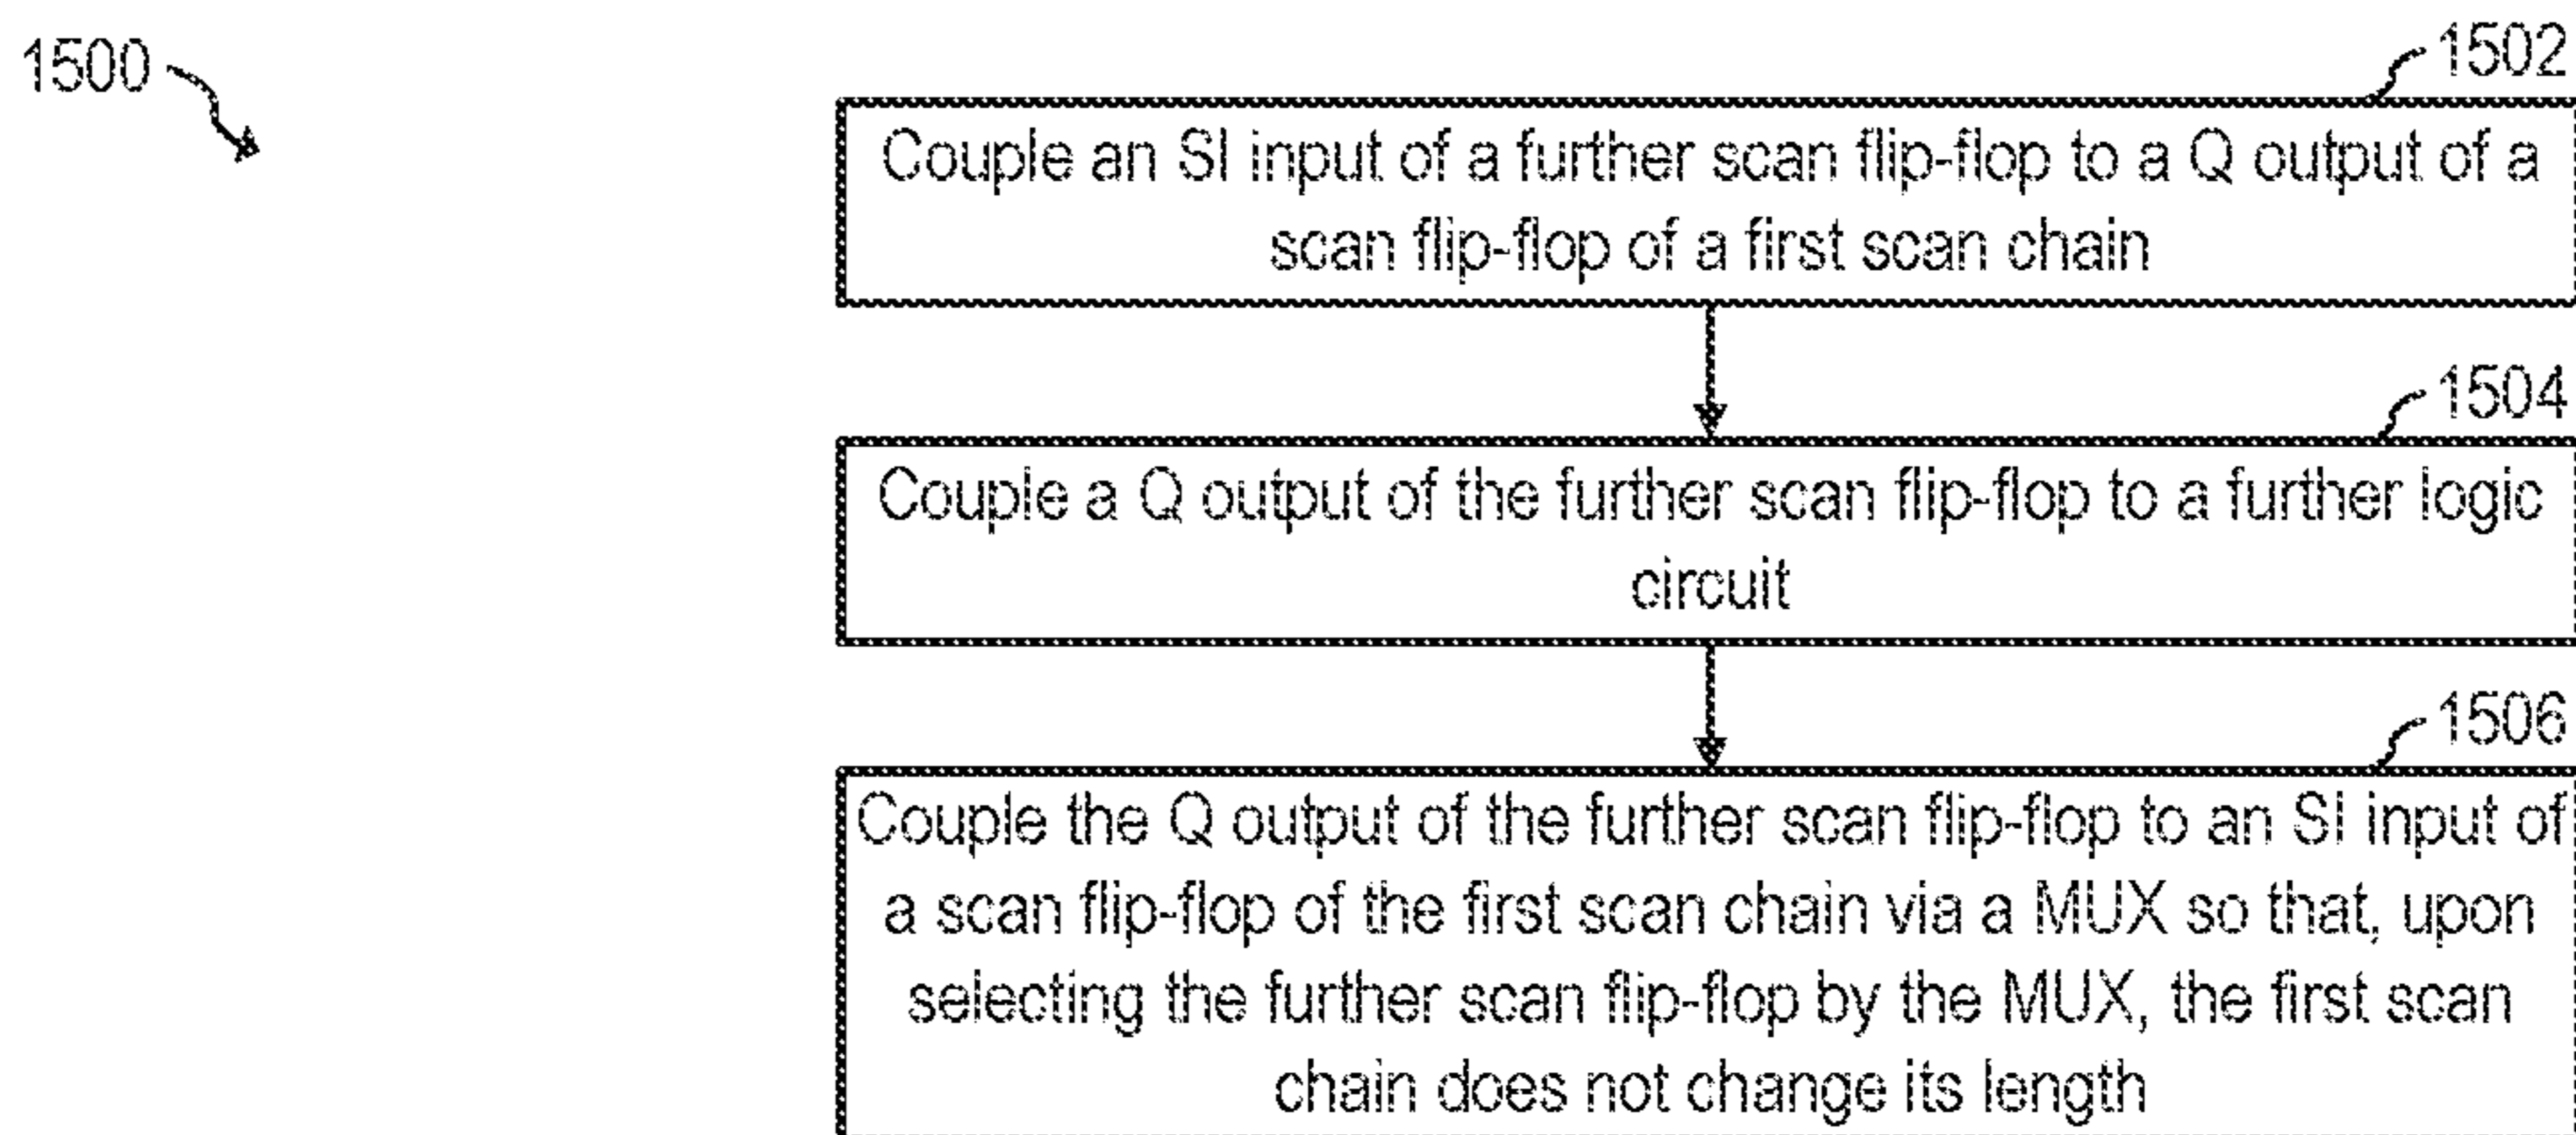 1500
1502
Couple an SI input of a further scan flip-flop to a Q output of a
scan flip-flop of a first scan chain
1504
Couple a Q output of the further scan flip-flop to a further logic
circuit
1506
Couple the Q output of the further scan flip-flop to an SI input of
a scan flip-flop of the first scan chain via a MUX so that, upon
selecting the further scan flip-flop by the MUX, the first scan
chain does not change its length